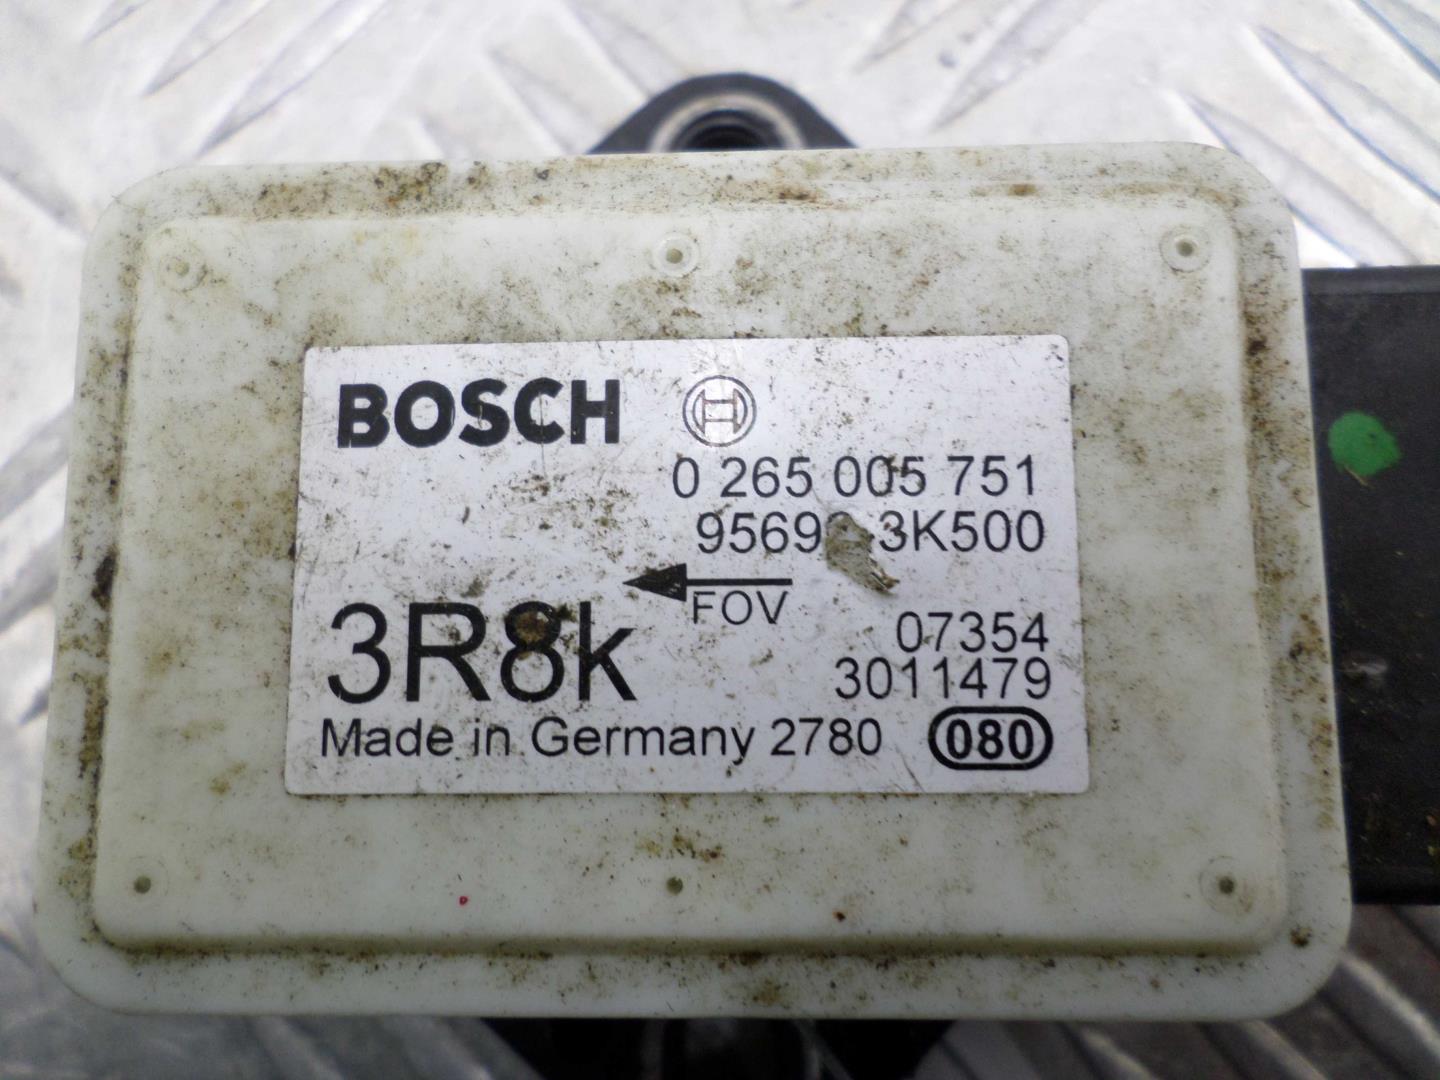 BOSCH
0 265 005 751
3K500
FOV
3R8k
07354
3011479
Made in Germany 2780
080